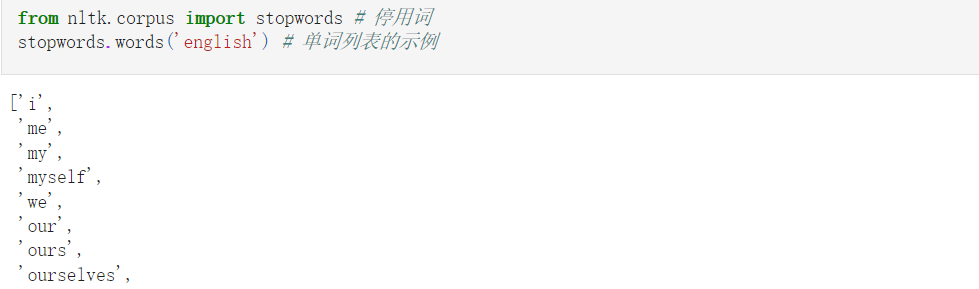 from nltk.corpus import stopwords # 停用词
stopwords.words('english') # 单词列表的示例
['i',
'me',
'my',
'myself',
'we',
'our',
'ours',
'ourselves',